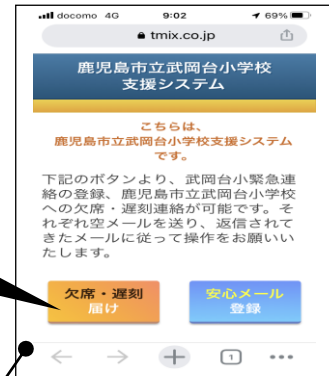 docomo 4G 9:02 69%
tmix.co.jp
鹿児島市立武岡台小学校
支援システム
こちらは、
鹿児島市立武岡台小学校支援システム
です。
下記のボタンより、武岡台小緊急連
絡の登録、鹿児島市立武岡台小学校
への欠席・遅刻連絡が可能です。そ
れぞれ空メールを送り、返信されて
きたメールに従って操作をお願いい
たします。
欠席・遅刻 安心メール
届け 登録
1